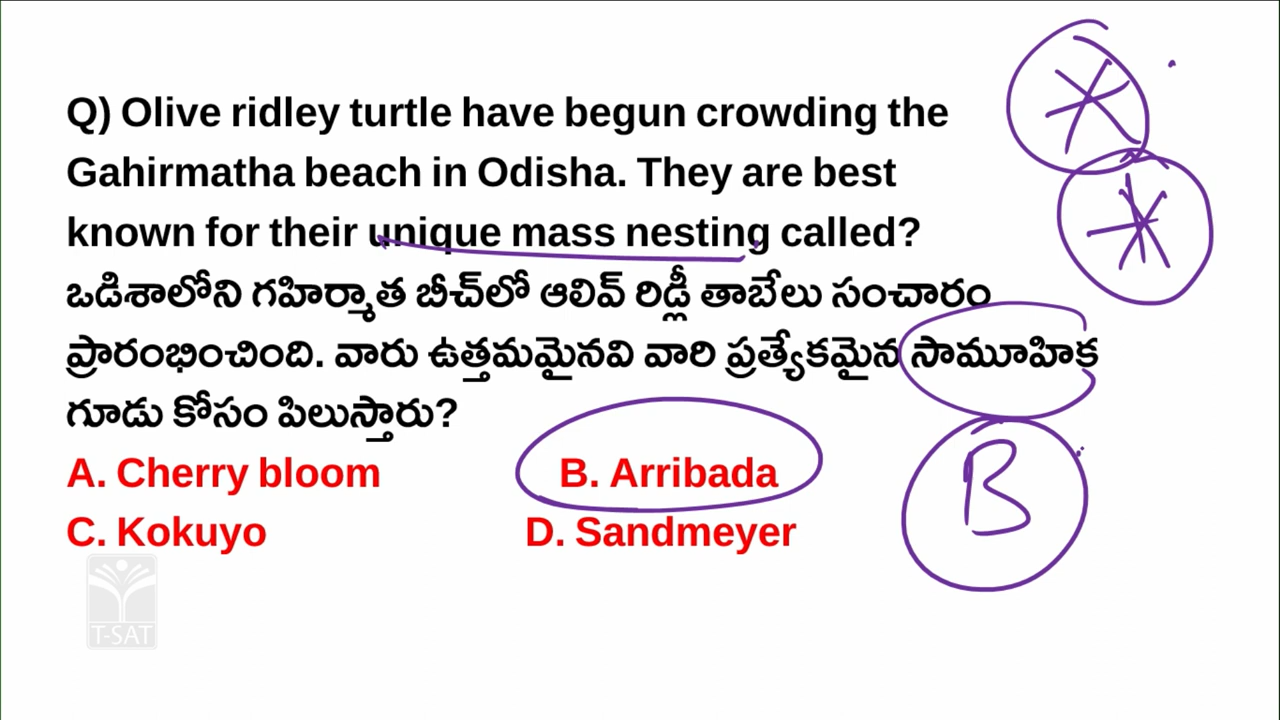 Q) Olive ridley turtle have begun crowding the
Gahirmatha beach in Odisha. They are best
known for their unique mass nesting called?
ఒడిశాలోని గహిర్మాత బీచ్‌లో ఆలివ్ రిడ్లీ తాబేలు సంచారం
ప్రారంభించింది. వారు ఉత్తమమైనవి వారి ప్రత్యేకమైన సామూహిక
గూడు కోసం పిలుస్తారు?
A. Cherry bloom B. Arribada
C. Kokuyo D. Sandmeyer
B
T-SAT